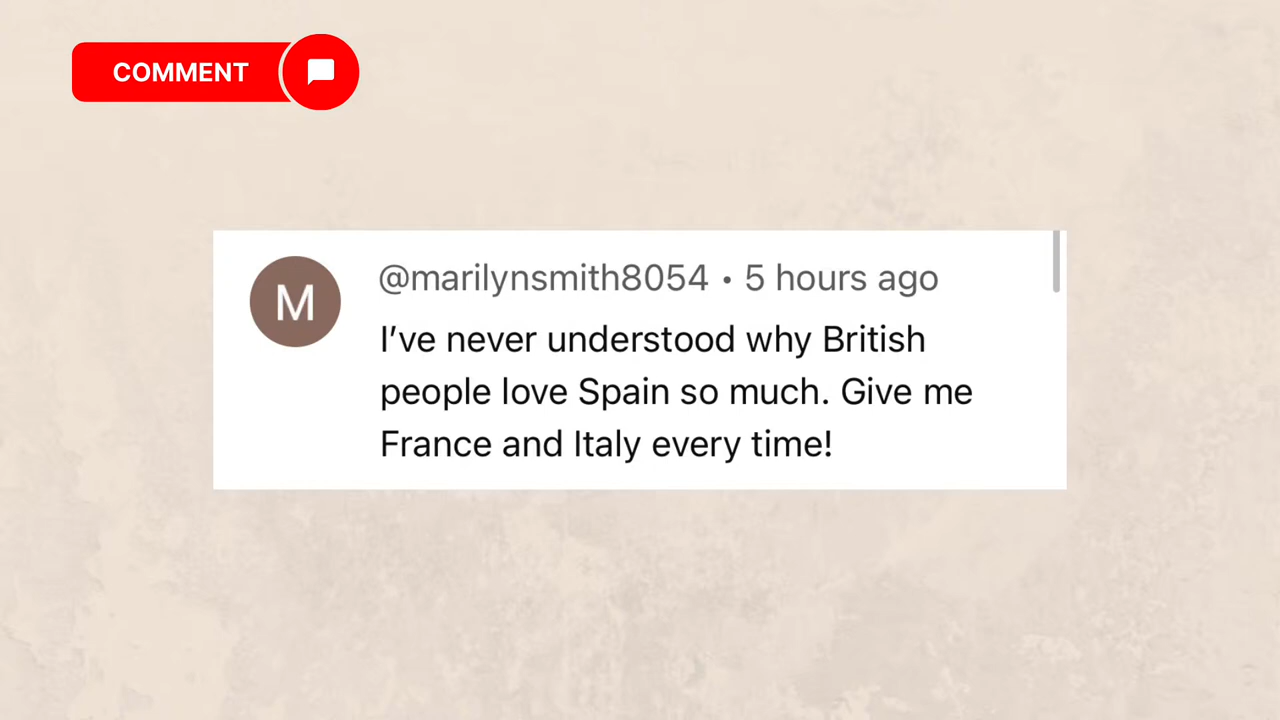 COMMENT
M
@marilynsmith8054 • 5 hours ago
I’ve never understood why British
people love Spain so much. Give me
France and Italy every time!